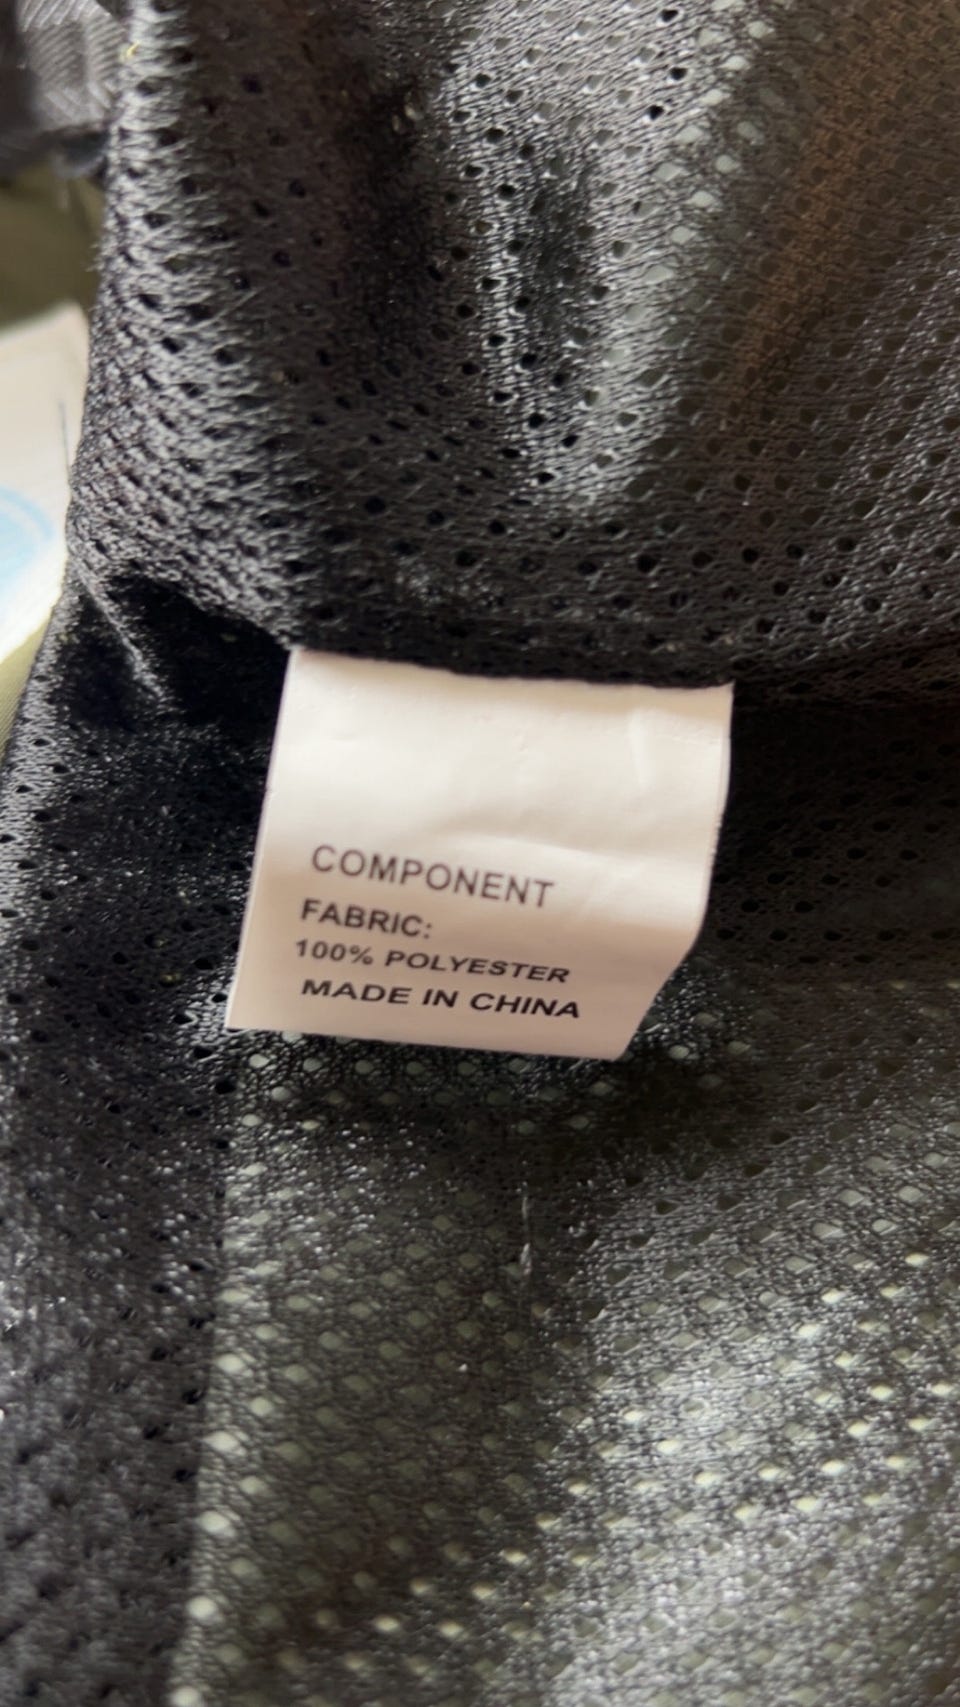 COMPONENT
FABRIC:
100% POLYESTER
MADE IN CHINA